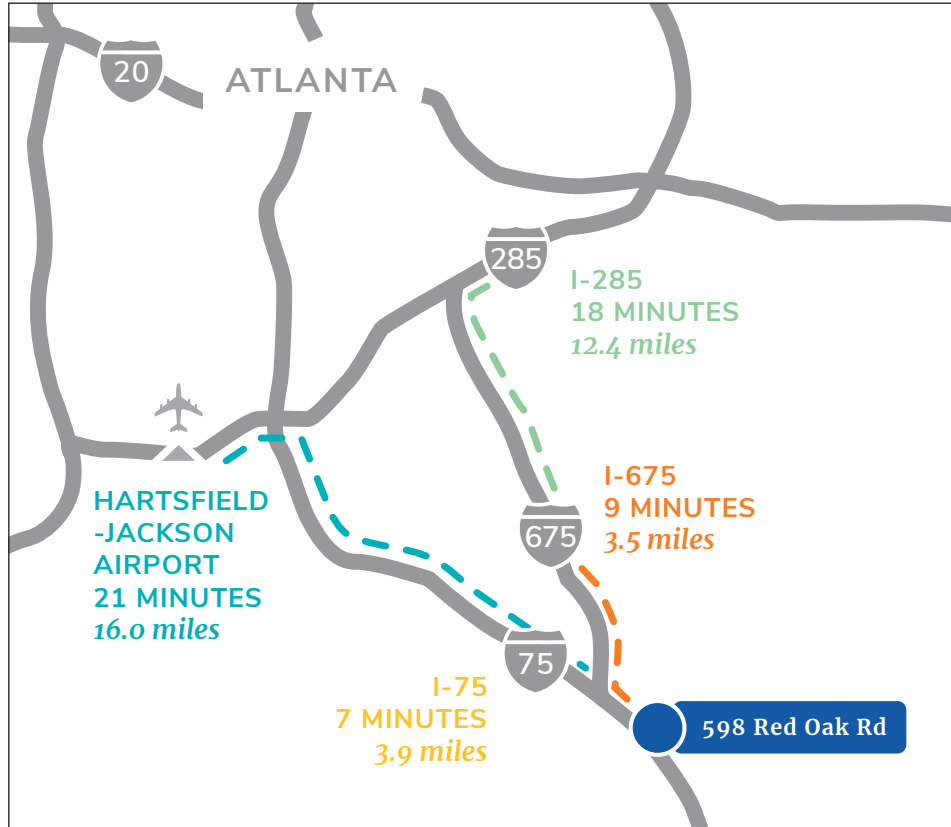 20
ATLANTA
285
I-285
18 MINUTES
12.4 miles
HARTSFIELD
-JACKSON
AIRPORT
21 MINUTES
16.0 miles
I-675
9 MINUTES
3.5 miles
675
75
I-75
7 MINUTES
3.9 miles
598 Red Oak Rd